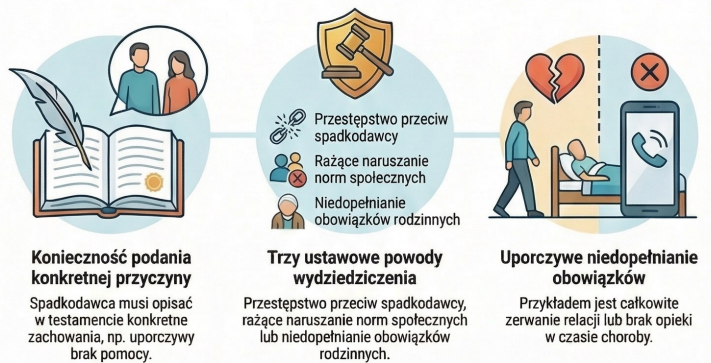 Przestępstwo przeciw
spadkodawcy
Rażące naruszanie
norm społecznych
Niedopełnianie
obowiązków rodzinnych
Konieczność podania
konkretnej przyczyny
Spadkodawca musi opisać
w testamencie konkretne
zachowania, np. uporczywy
brak pomocy.
Trzy ustawowe powody
wydziedziczenia
Przestępstwo przeciw spadkodawcy,
rażące naruszanie norm społecznych
lub niedopełnianie obowiązków
rodzinnych.
Uporczywe niedopełnianie
obowiązków
Przykładem jest całkowite
zerwanie relacji lub brak opieki
w czasie choroby.